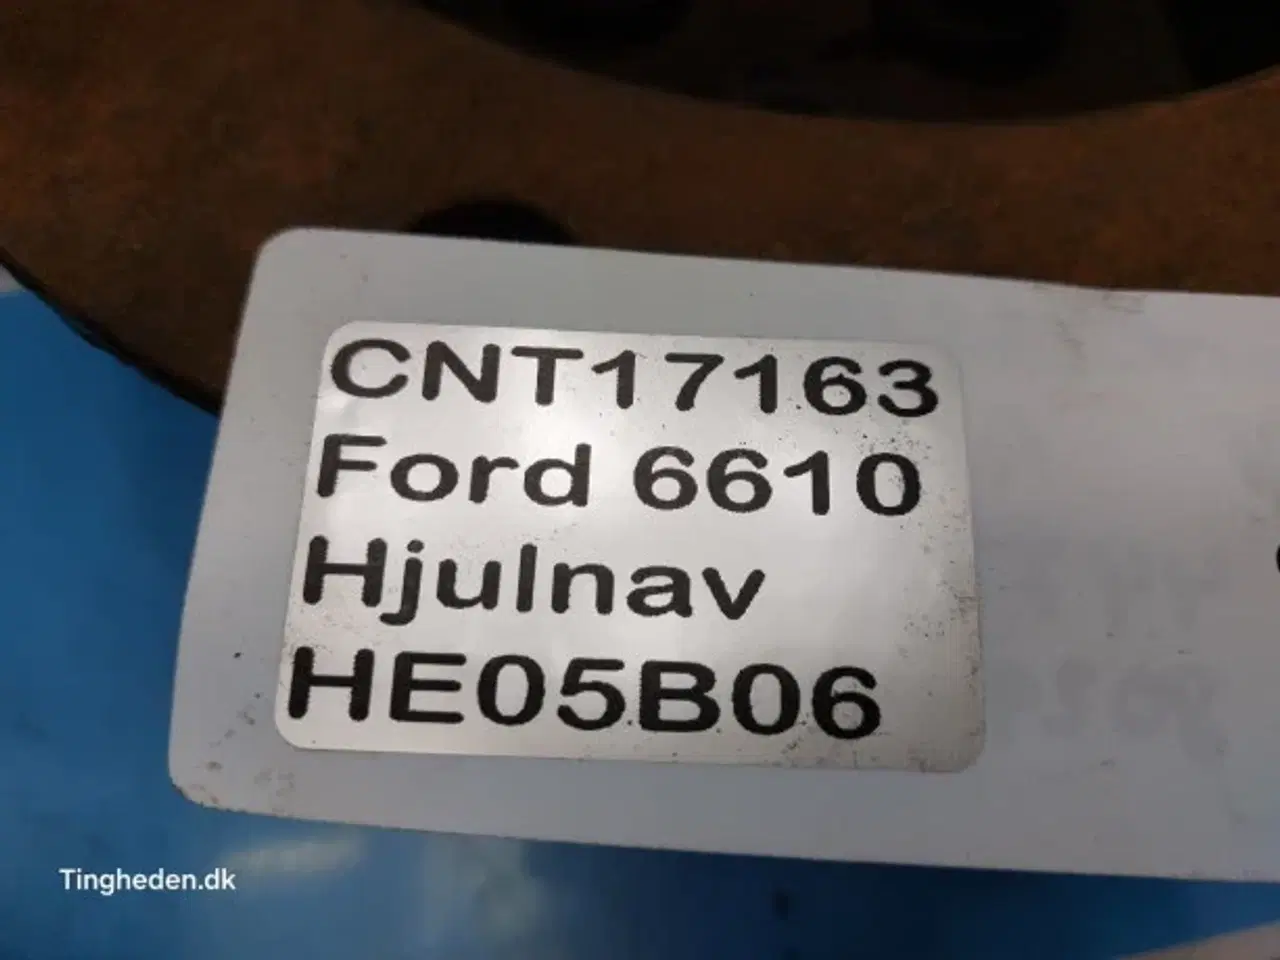 CNT17163
Ford 6610
Hjulnav
HE05B06
Tingheden.dk